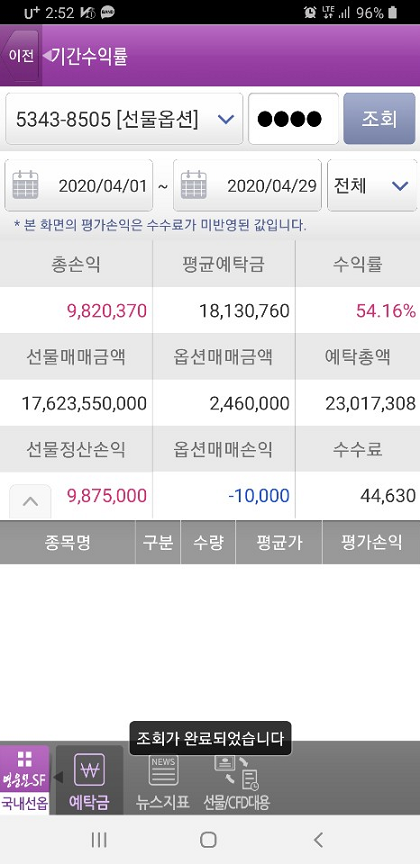 U+ 2:52 LTE 96%
이전 기간수익률
5343-8505 [선물옵션] ●●●● 조회
2020/04/01 ~ 2020/04/29 전체
* 본 화면의 평가손익은 수수료가 미반영된 값입니다.
총손익 평균예탁금 수익률
9,820,370 18,130,760 54.16%
선물매매금액 옵션매매금액 예탁총액
17,623,550,000 2,460,000 23,017,308
선물정산손익 옵션매매손익 수수료
9,875,000 -10,000 44,630
종목명 구분 수량 평균가 평가손익
조회가 완료되었습니다
영웅문SF NEWS
국내선옵 예탁금 뉴스지표 선물/CFD대용